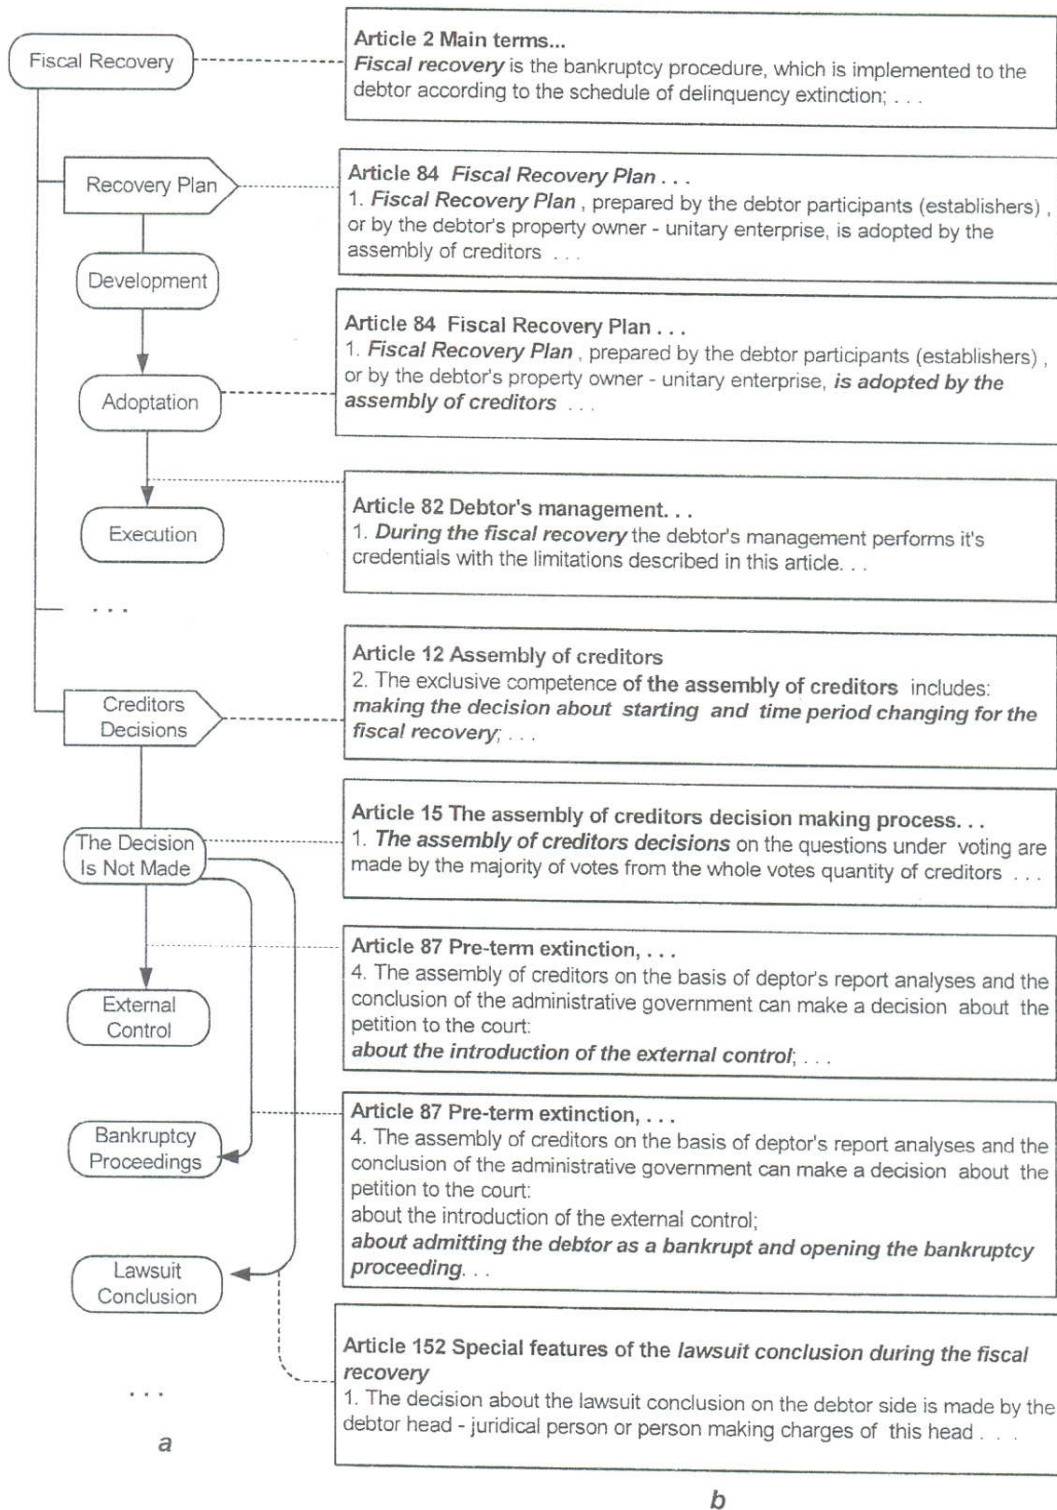 Fiscal Recovery
Article 2 Main terms...
Fiscal recovery is the bankruptcy procedure, which is implemented to the
debtor according to the schedule of delinquency extinction; . . .
Recovery Plan
Article 84 Fiscal Recovery Plan . . .
1. Fiscal Recovery Plan , prepared by the debtor participants (establishers) ,
or by the debtor's property owner - unitary enterprise, is adopted by the
assembly of creditors . . .
Development
Article 84 Fiscal Recovery Plan . . .
1. Fiscal Recovery Plan , prepared by the debtor participants (establishers) ,
or by the debtor's property owner - unitary enterprise, is adopted by the
assembly of creditors . . .
Adoptation
Article 82 Debtor's management. . .
1. During the fiscal recovery the debtor's management performs it's
credentials with the limitations described in this article. . .
Execution
. . .
Article 12 Assembly of creditors
2. The exclusive competence of the assembly of creditors includes:
making the decision about starting and time period changing for the
fiscal recovery; . . .
Creditors
Decisions
Article 15 The assembly of creditors decision making process. . .
1. The assembly of creditors decisions on the questions under voting are
made by the majority of votes from the whole votes quantity of creditors . . .
The Decision
Is Not Made
Article 87 Pre-term extinction, . . .
4. The assembly of creditors on the basis of deptor's report analyses and the
conclusion of the administrative government can make a decision about the
petition to the court:
about the introduction of the external control; . . .
External
Control
Article 87 Pre-term extinction, . . .
4. The assembly of creditors on the basis of deptor's report analyses and the
conclusion of the administrative government can make a decision about the
petition to the court:
about the introduction of the external control;
about admitting the debtor as a bankrupt and opening the bankruptcy
proceeding. . .
Bankruptcy
Proceedings
Lawsuit
Conclusion
Article 152 Special features of the lawsuit conclusion during the fiscal
recovery
1. The decision about the lawsuit conclusion on the debtor side is made by the
debtor head - juridical person or person making charges of this head . . .
. . .
a
b